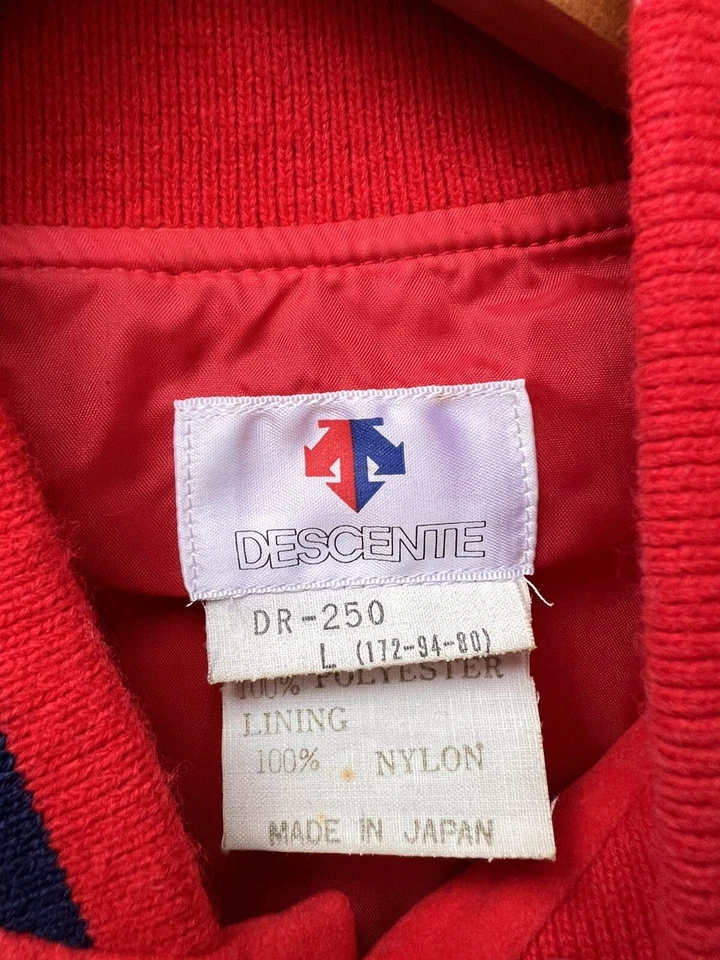 DESCENTE
DR-250
L (172-94-80)
100% POLYESTER
LINING
100% NYLON
MADE IN JAPAN